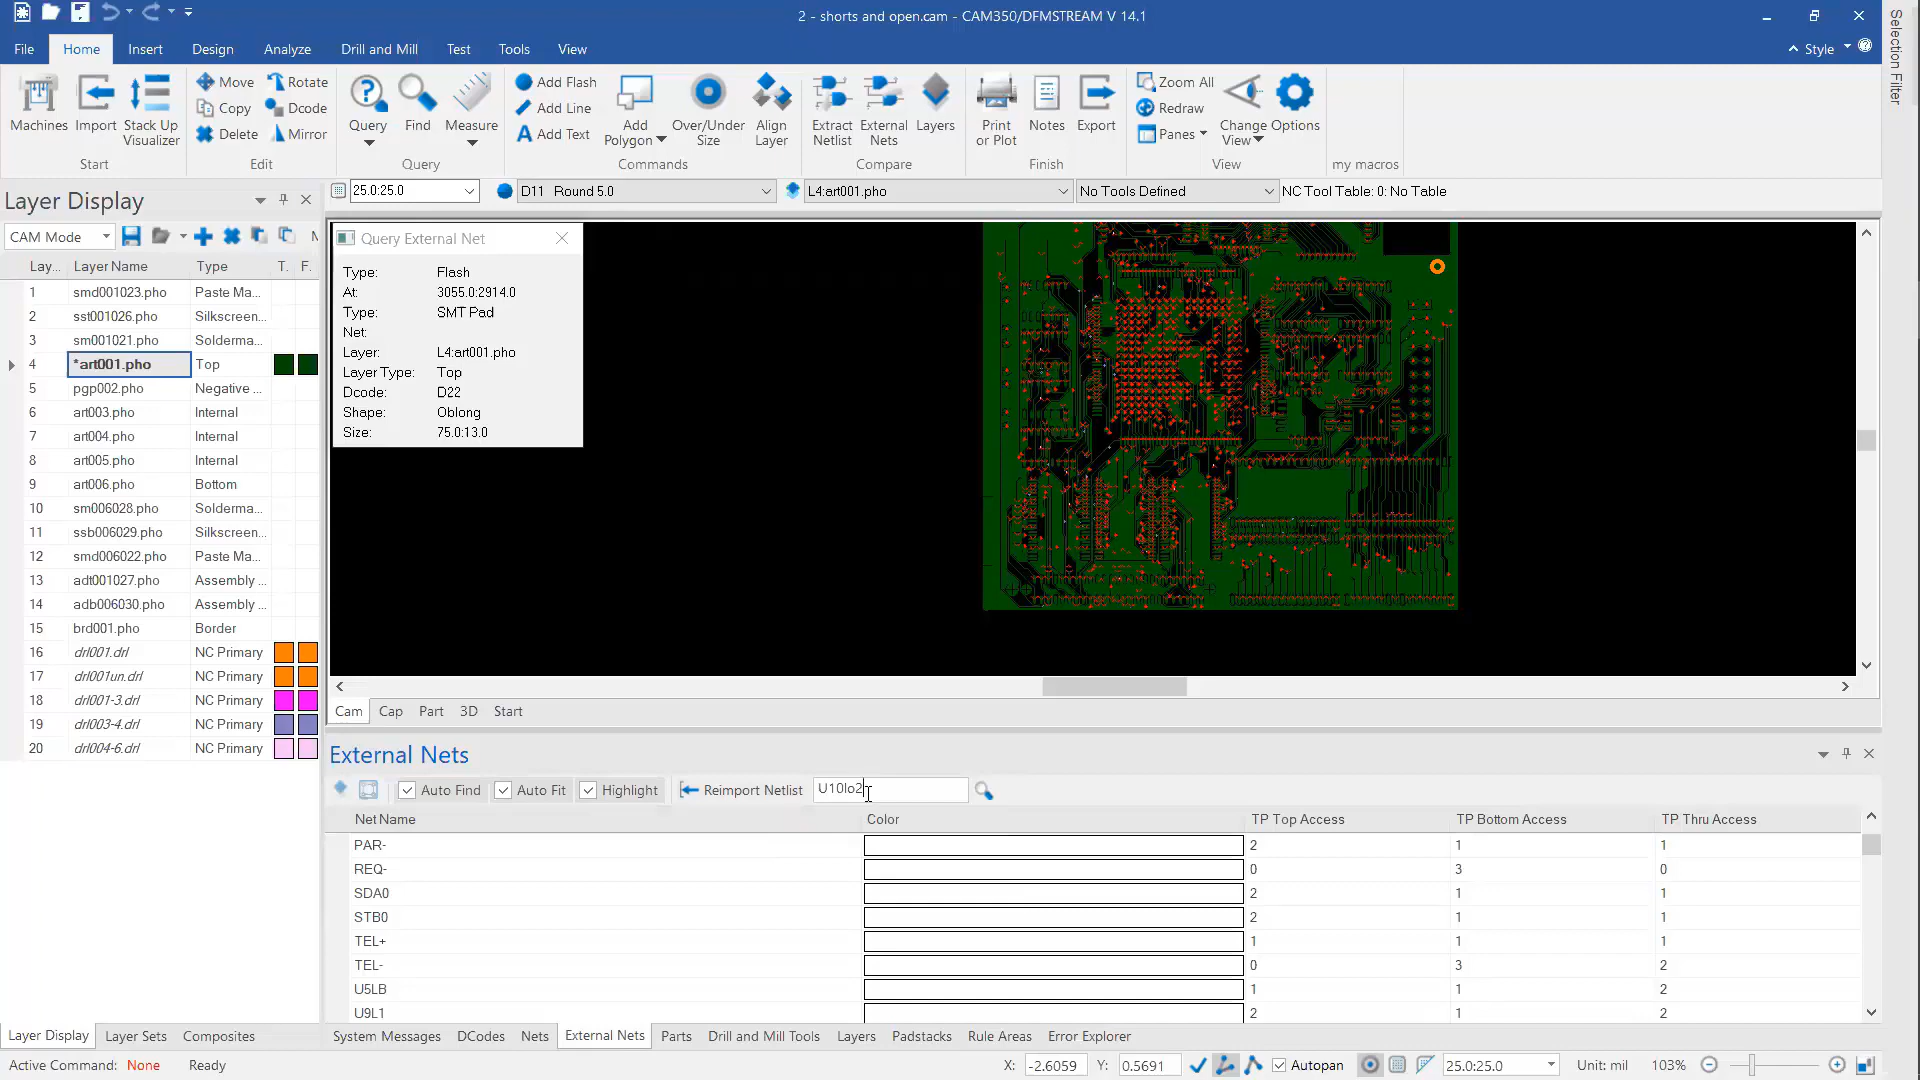 2 - shorts and open.cam - CAM350/DFMSTREAM V 14.1
File Home Insert Design Analyze Drill and Mill Test Tools View Style
Machines Import Stack Up Visualizer
Start
Move Rotate
Copy Dcode
Delete Mirror
Edit
Query Find Measure
Query
Add Flash
Add Line
Add Text
Add Polygon Over/Under Size Align Layer
Commands
Extract Netlist External Nets Layers
Compare
Print or Plot Notes Export
Finish
Zoom All
Redraw
Panes
Change View Options
View
my macros
Selection Filter
Layer Display
25.0:25.0 D11 Round 5.0 L4:art001.pho No Tools Defined NC Tool Table: 0: No Table
CAM Mode
Lay... Layer Name Type T. F.
1 smd001023.pho Paste Ma...
2 sst001026.pho Silkscreen...
3 sm001021.pho Solderma...
4 *art001.pho Top
5 pgp002.pho Negative ...
6 art003.pho Internal
7 art004.pho Internal
8 art005.pho Internal
9 art006.pho Bottom
10 sm006028.pho Solderma...
11 ssb006029.pho Silkscreen...
12 smd006022.pho Paste Ma...
13 adt001027.pho Assembly ...
14 adb006030.pho Assembly ...
15 brd001.pho Border
16 drl001.drl NC Primary
17 drl001un.drl NC Primary
18 drl001-3.drl NC Primary
19 drl003-4.drl NC Primary
20 drl004-6.drl NC Primary
Query External Net
Type: Flash
At: 3055.0:2914.0
Type: SMT Pad
Net:
Layer: L4:art001.pho
Layer Type: Top
Dcode: D22
Shape: Oblong
Size: 75.0:13.0
Cam Cap Part 3D Start
External Nets
Auto Find Auto Fit Highlight Reimport Netlist U10lo2
Net Name Color TP Top Access TP Bottom Access TP Thru Access
PAR- 2 1 1
REQ- 0 3 0
SDA0 2 1 1
STB0 2 1 1
TEL+ 1 1 1
TEL- 0 3 2
U5LB 1 1 2
U9L1 2 1 2
Layer Display Layer Sets Composites
System Messages DCodes Nets External Nets Parts Drill and Mill Tools Layers Padstacks Rule Areas Error Explorer
Active Command: None Ready X: -2.6059 Y: 0.5691 Autopan 25.0:25.0 Unit: mil 103%